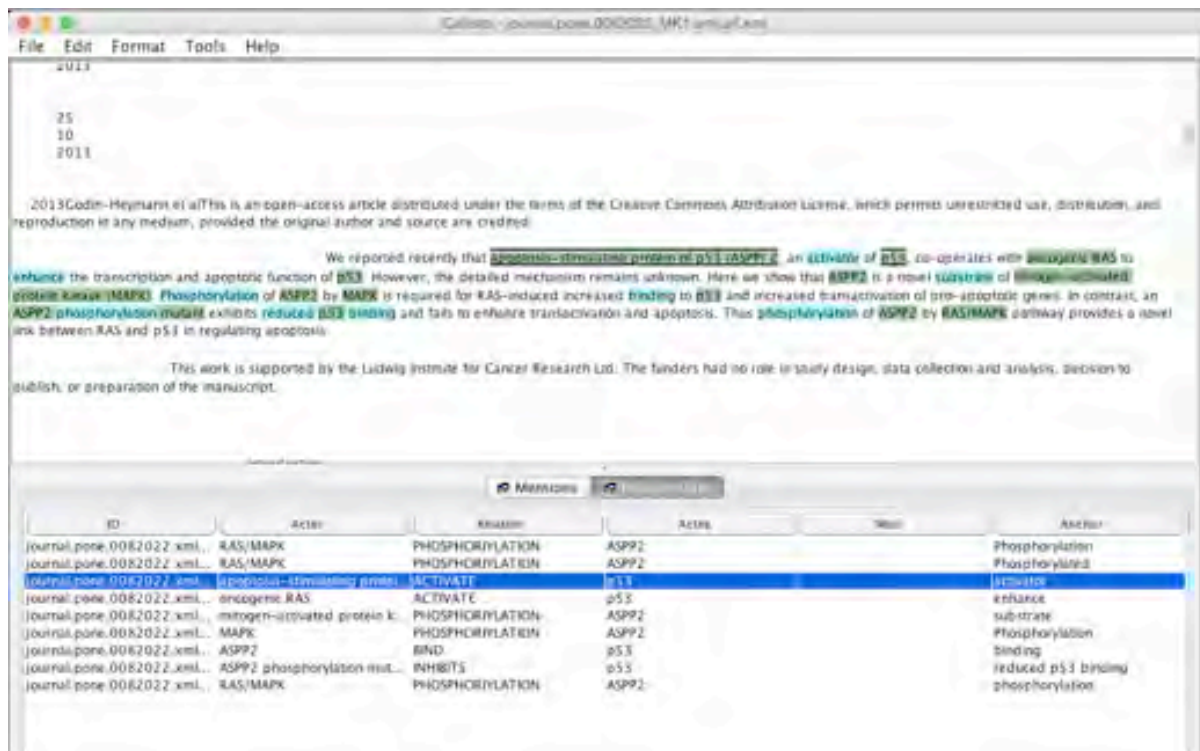 File Edit Format Tools Help
2013
25
10
2013
2013Godin-Heymann et alThis is an open-access article distributed under the terms of the Creative Commons Attribution License, which permits unrestricted use, distribution, and
reproduction in any medium, provided the original author and source are credited.
We reported recently that apoptosis-stimulating protein of p53 (ASPP) 2, an activator of p53, co-operates with oncogenic RAS to
enhance the transcription and apoptotic function of p53. However, the detailed mechanism remains unknown. Here we show that ASPP2 is a novel substrate of mitogen-activated
protein kinase (MAPK). Phosphorylation of ASPP2 by MAPK is required for RAS-induced increased binding to p53 and increased transactivation of pro-apoptotic genes. In contrast, an
ASPP2 phosphorylation mutant exhibits reduced p53 binding and fails to enhance transactivation and apoptosis. Thus phosphorylation of ASPP2 by RAS/MAPK pathway provides a novel
link between RAS and p53 in regulating apoptosis.
This work is supported by the Ludwig Institute for Cancer Research Ltd. The funders had no role in study design, data collection and analysis, decision to
publish, or preparation of the manuscript.
Mentions
ID Actor Relation Actee Anchor
journal.pone.0082022.xml... RAS/MAPK PHOSPHORYLATION ASPP2 Phosphorylation
journal.pone.0082022.xml... RAS/MAPK PHOSPHORYLATION ASPP2 Phosphorylated
journal.pone.0082022.xml... apoptosis-stimulating protei... ACTIVATE p53 activator
journal.pone.0082022.xml... oncogenic RAS ACTIVATE p53 enhance
journal.pone.0082022.xml... mitogen-activated protein k... PHOSPHORYLATION ASPP2 substrate
journal.pone.0082022.xml... MAPK PHOSPHORYLATION ASPP2 Phosphorylation
journal.pone.0082022.xml... ASPP2 BIND p53 binding
journal.pone.0082022.xml... ASPP2 phosphorylation mut... INHIBITS p53 reduced p53 binding
journal.pone.0082022.xml... RAS/MAPK PHOSPHORYLATION ASPP2 phosphorylation